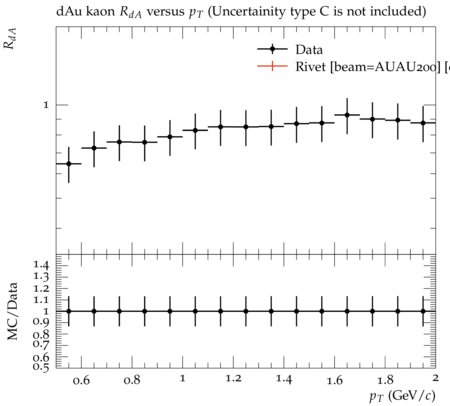 dAu kaon R_dA versus p_T (Uncertainity type C is not included)
R_dA
Data
Rivet [beam=AUAU200] [
1
MC/Data
1.4
1.3
1.2
1.1
1
0.9
0.8
0.7
0.6
0.5
0.6 0.8 1 1.2 1.4 1.6 1.8 2
p_T (GeV/c)